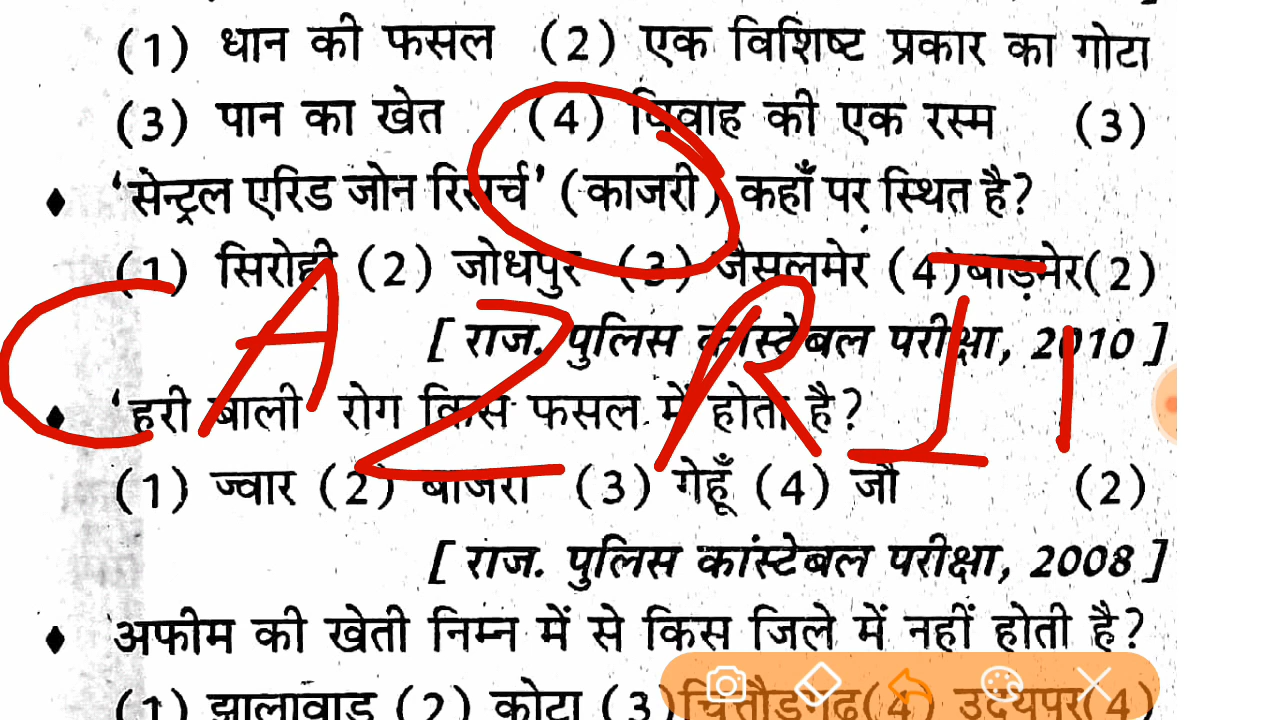 (1) धान की फसल (2) एक विशिष्ट प्रकार का गोटा
(3) पान का खेत (4) विवाह की एक रस्म (3)
♦ ‘सेन्ट्रल एरिड जोन रिसर्च’ (काजरी) कहाँ पर स्थित है?
(1) सिरोही (2) जोधपुर (3) जैसलमेर (4) बाड़मेर(2)
CAZRI
[ राज. पुलिस कांस्टेबल परीक्षा, 2010 ]
♦ ‘हरी बाली रोग किस फसल में होता है?
(1) ज्वार (2) बाजरा (3) गेहूँ (4) जौ (2)
[ राज. पुलिस कांस्टेबल परीक्षा, 2008 ]
♦ अफीम की खेती निम्न में से किस जिले में नहीं होती है?
(1) झालावाड़ (2) कोटा (3) चित्तौड़गढ़(4) उदयपुर(4)